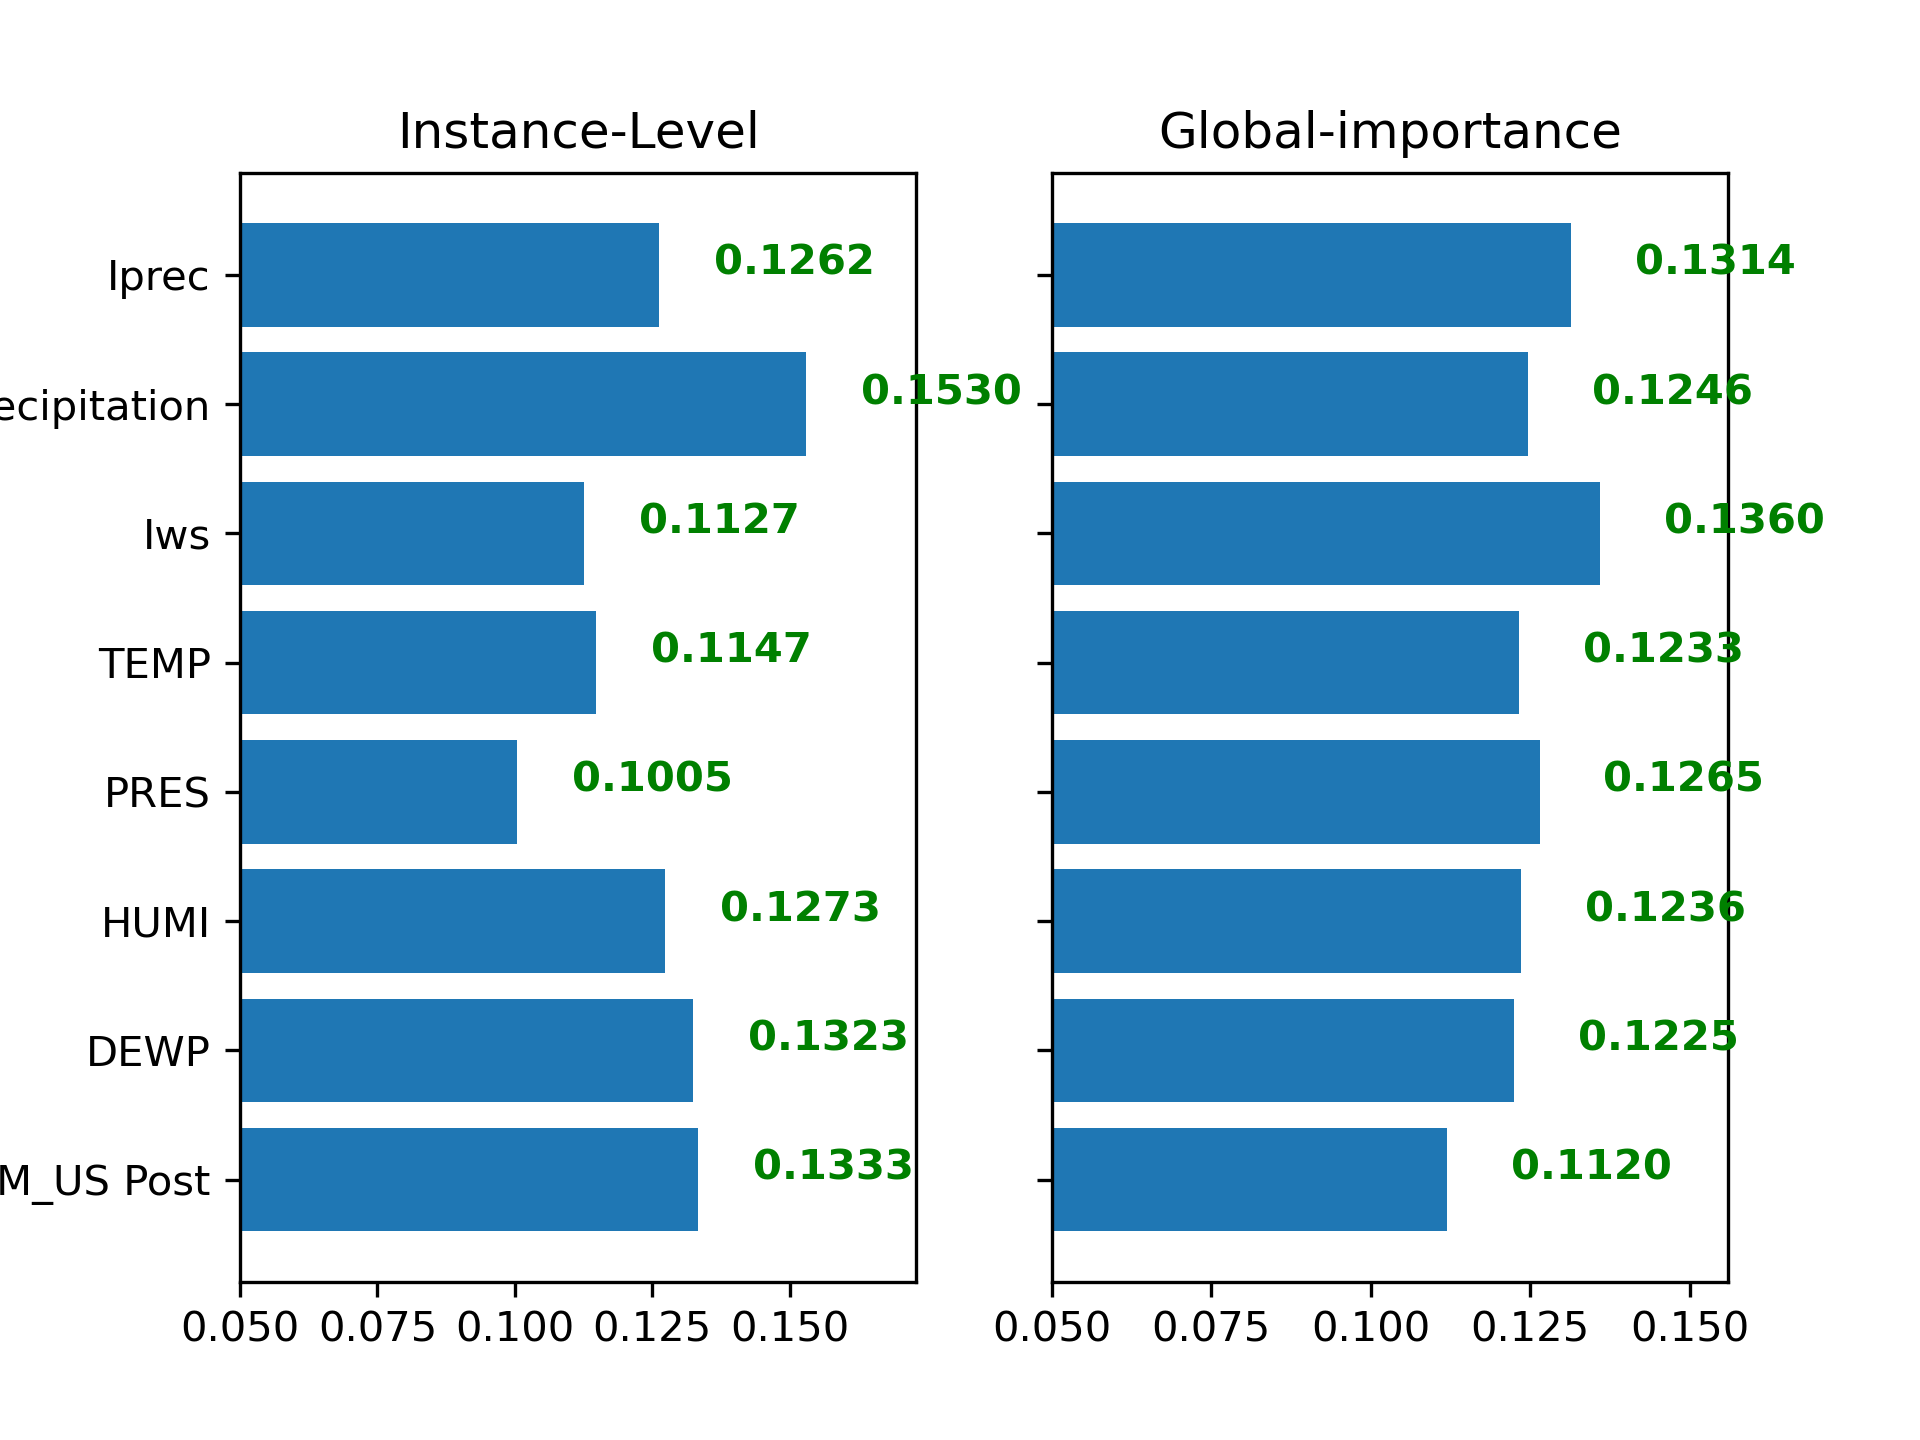 Instance-Level
Global-importance
Iprec
0.1262
0.1314
ecipitation
0.1530
0.1246
Iws
0.1127
0.1360
TEMP
0.1147
0.1233
PRES
0.1005
0.1265
HUMI
0.1273
0.1236
DEWP
0.1323
0.1225
M_US Post
0.1333
0.1120
0.050 0.075 0.100 0.125 0.150
0.050 0.075 0.100 0.125 0.150